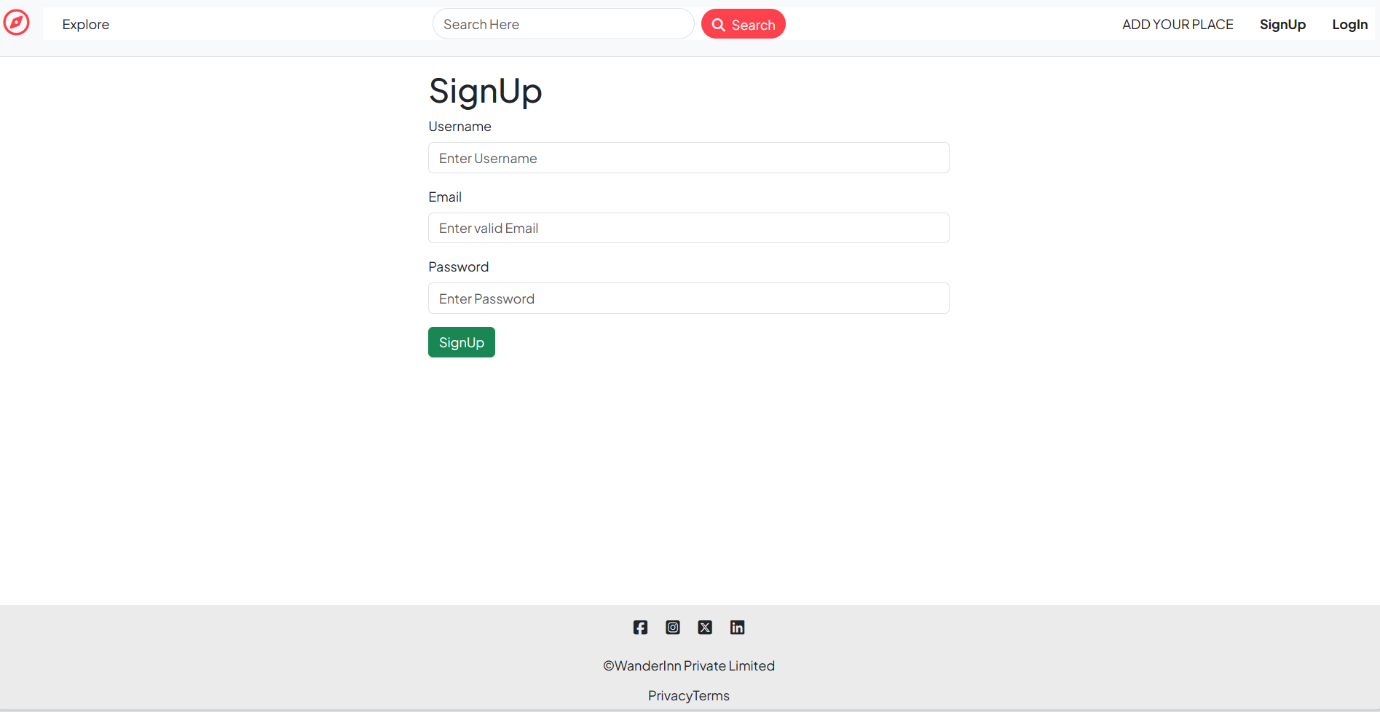 Explore Search Here Search ADD YOUR PLACE SignUp LogIn
SignUp
Username
Enter Username
Email
Enter valid Email
Password
Enter Password
SignUp
©WanderInn Private Limited
PrivacyTerms